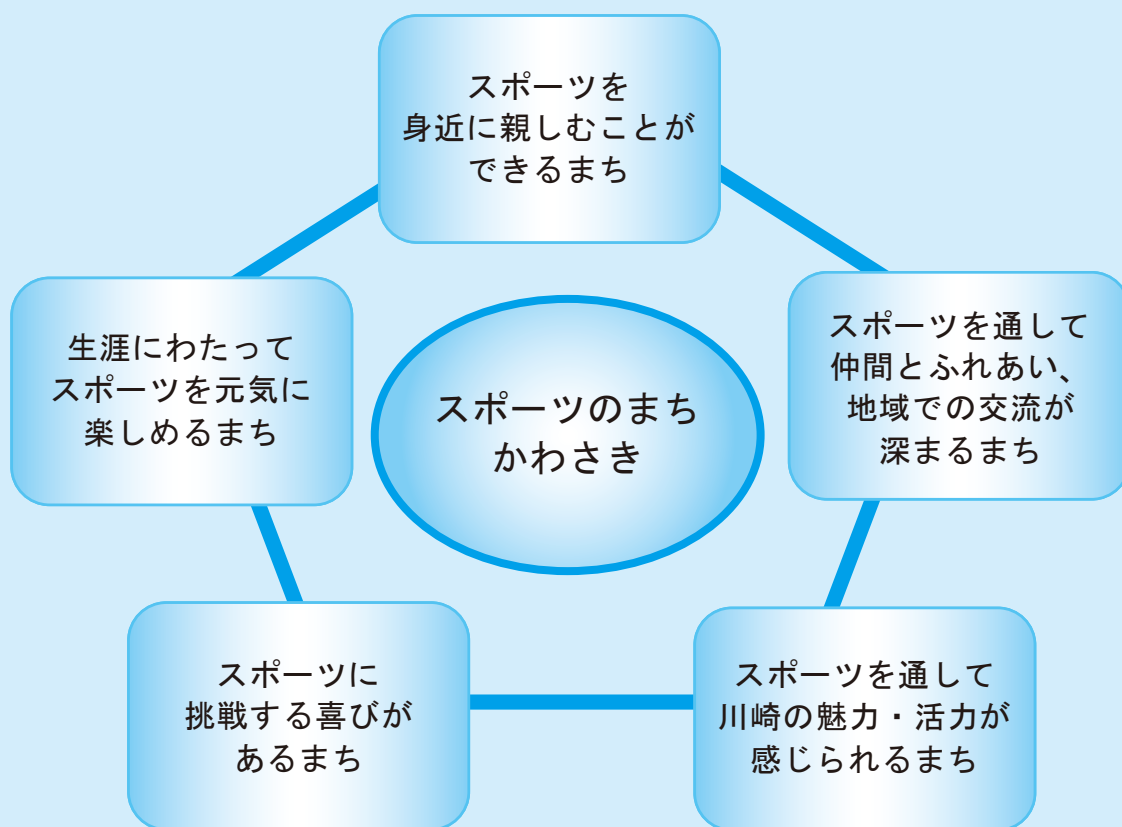 スポーツを
身近に親しむことが
できるまち
生涯にわたって
スポーツを元気に
楽しめるまち
スポーツのまち
かわさき
スポーツを通して
仲間とふれあい、
地域での交流が
深まるまち
スポーツに
挑戦する喜びが
あるまち
スポーツを通して
川崎の魅力・活力が
感じられるまち